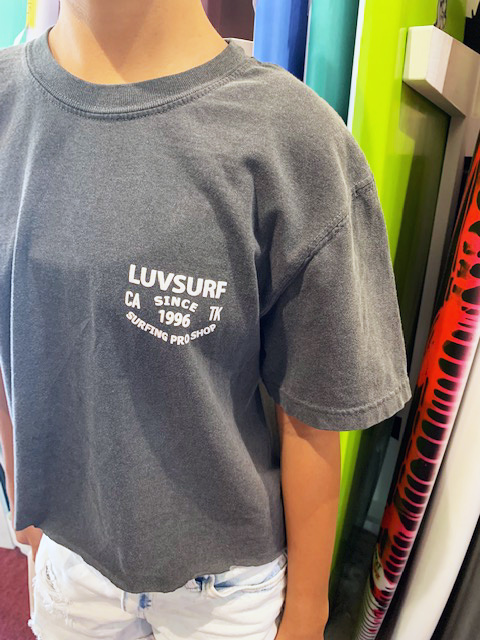 LUVSURF
CA SINCE TK
1996
SURFING PRO SHOP